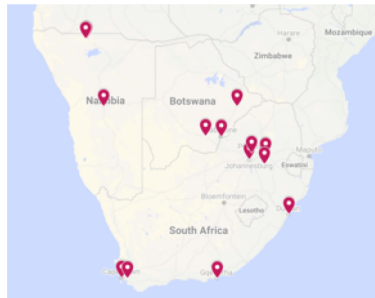 Harare
Mozambique
Zimbabwe
Namibia
Botswana
Maputo
Johannesburg
Eswatini
Bloemfontein
Lesotho
South Africa